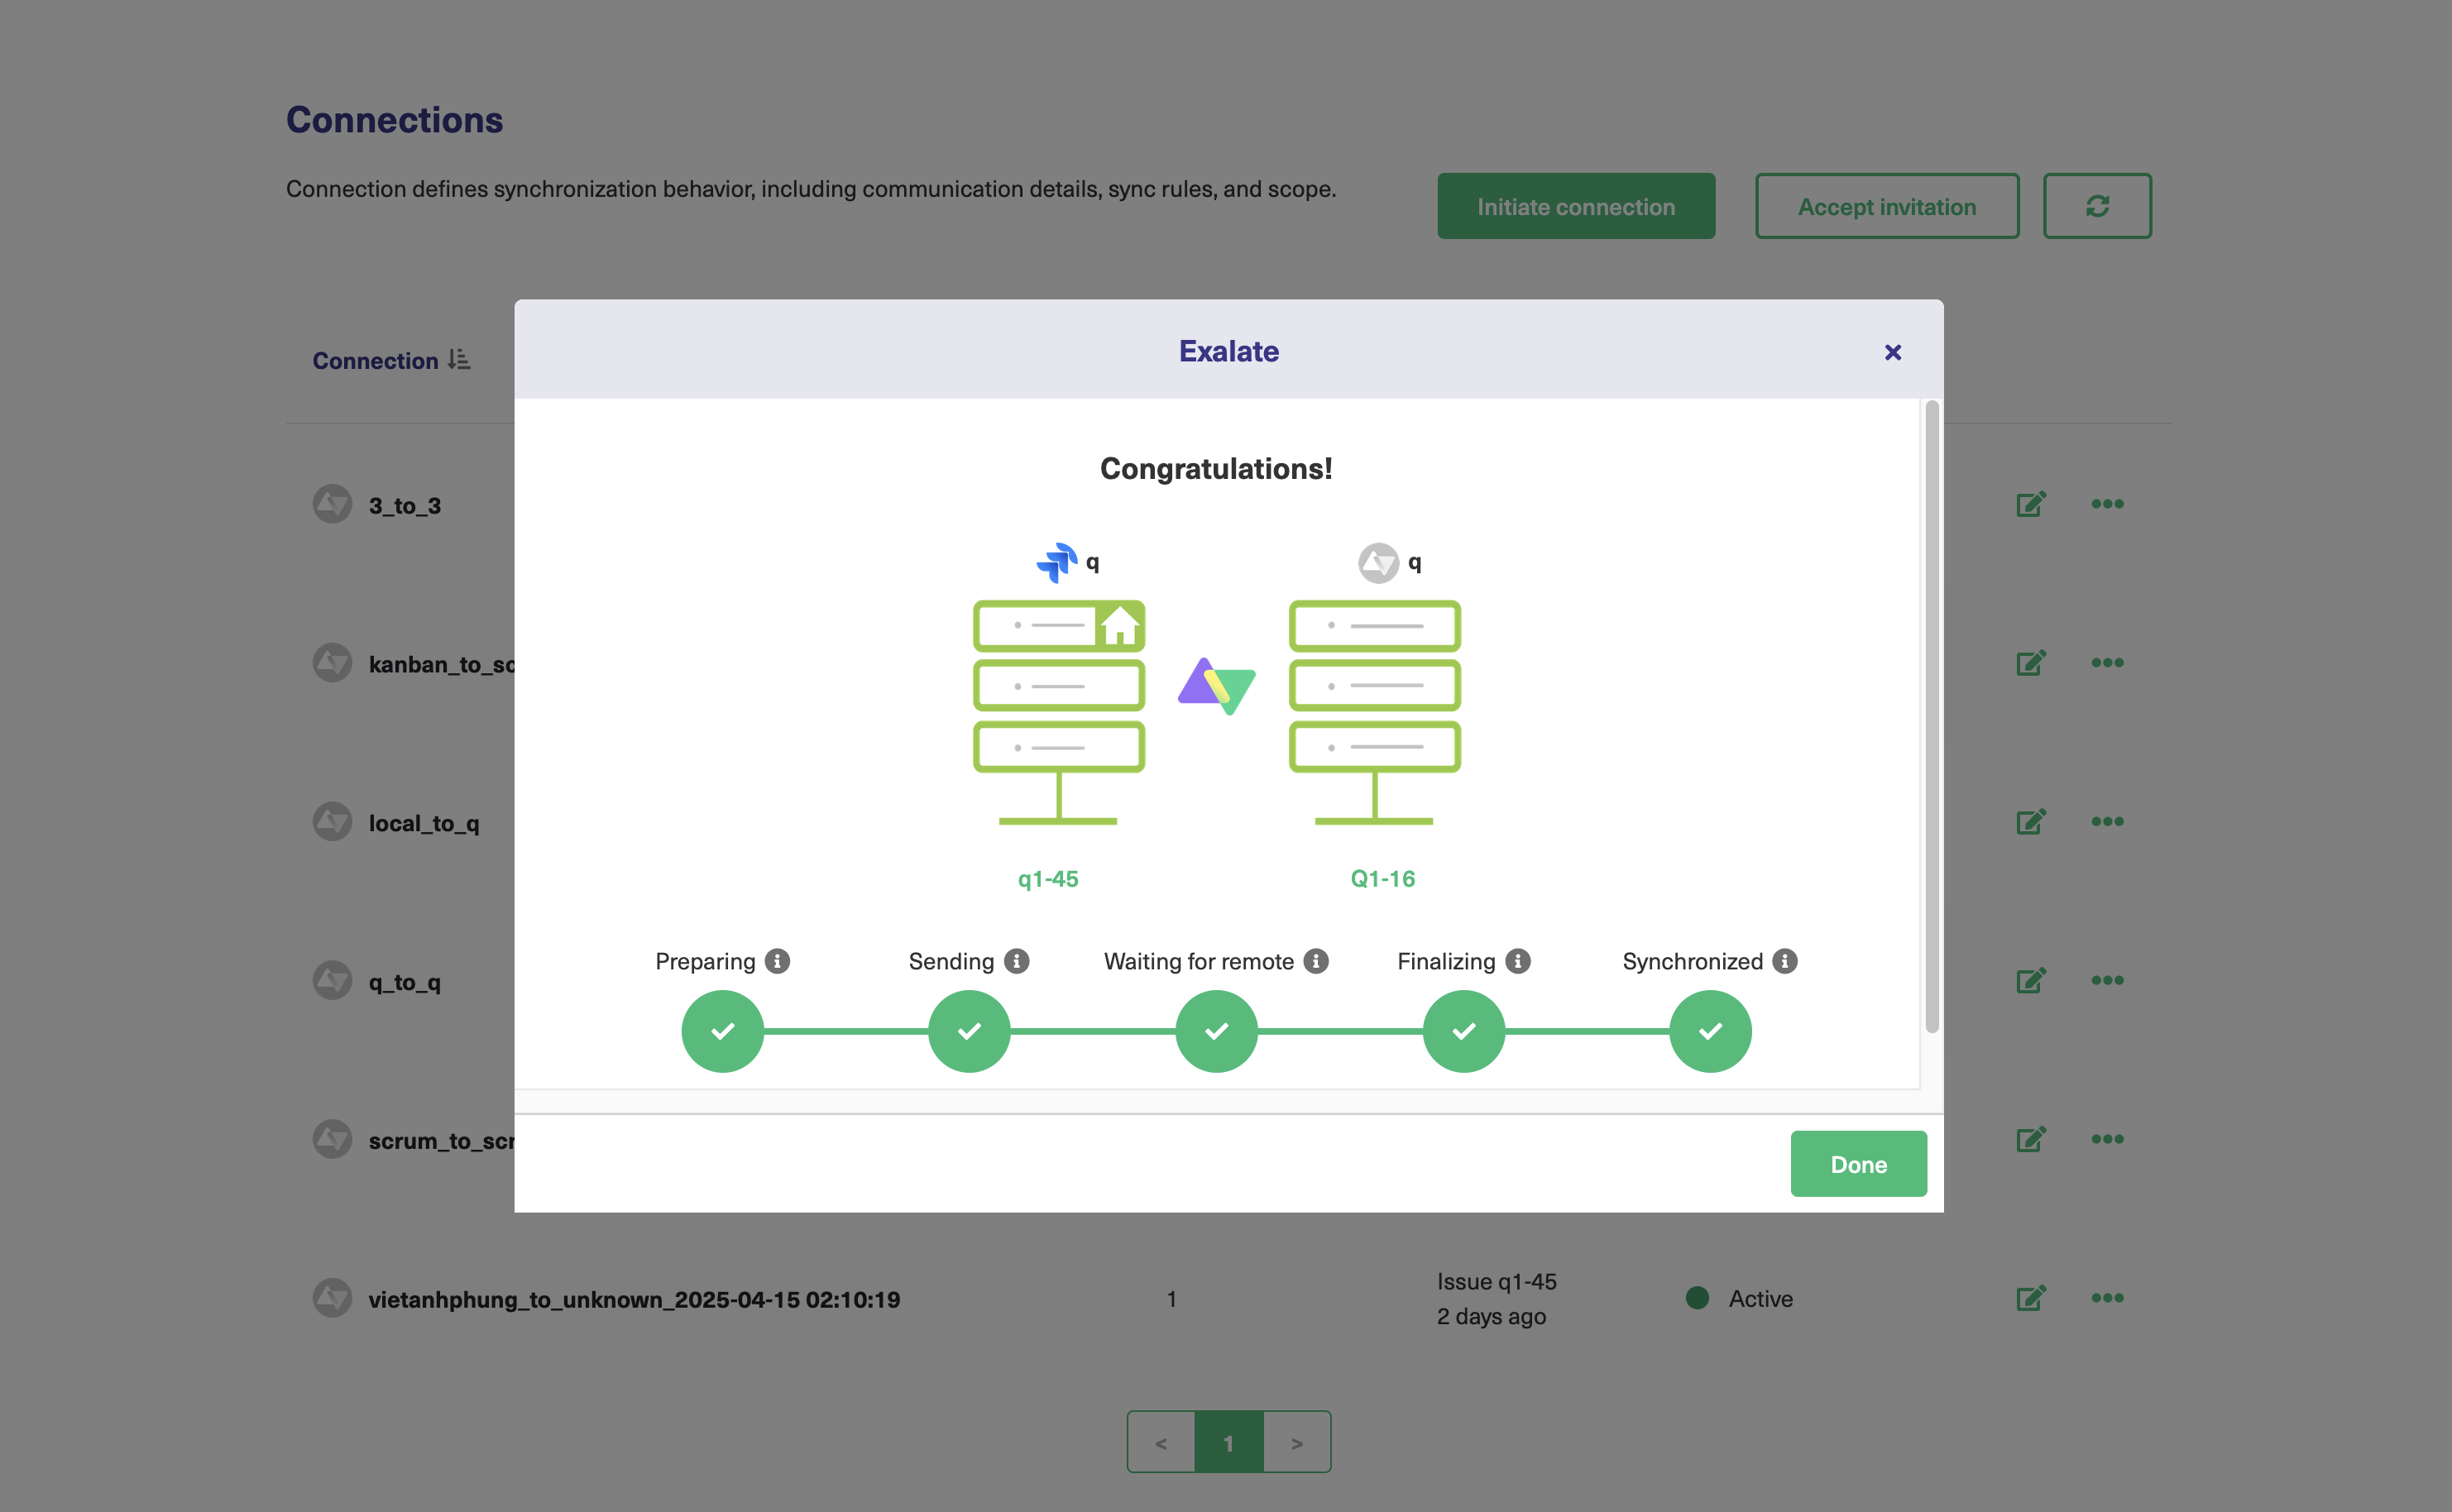 Connections
Connection defines synchronization behavior, including communication details, sync rules, and scope.
Initiate connection
Accept invitation
Connection
Exalate
Congratulations!
q
q
q1-45
Q1-16
Preparing
Sending
Waiting for remote
Finalizing
Synchronized
Done
3_to_3
kanban_to_sc
local_to_q
q_to_q
scrum_to_scr
vietanhphung_to_unknown_2025-04-15 02:10:19
1
Issue q1-45
2 days ago
Active
< 1 >